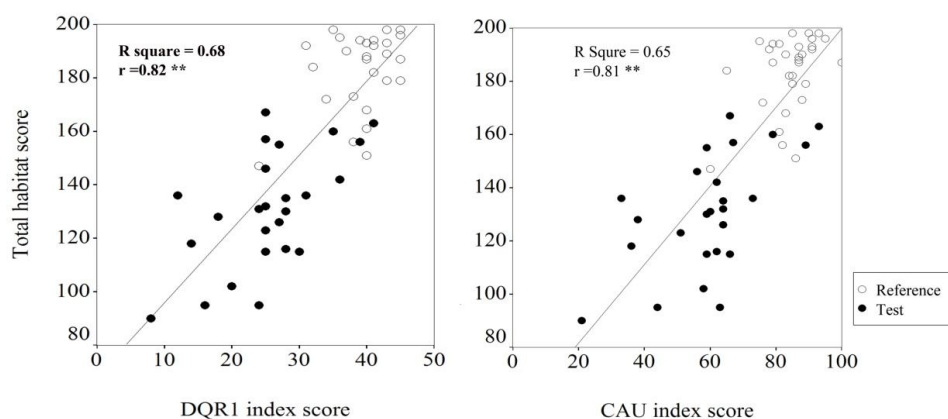 200
180
160
140
120
100
80
0
10
20
30
40
50
R square = 0.68
r =0.82 **
Total habitat score
DQR1 index score
200
180
160
140
120
100
80
0
20
40
60
80
100
R Squre = 0.65
r =0.81 **
CAU index score
Reference
Test